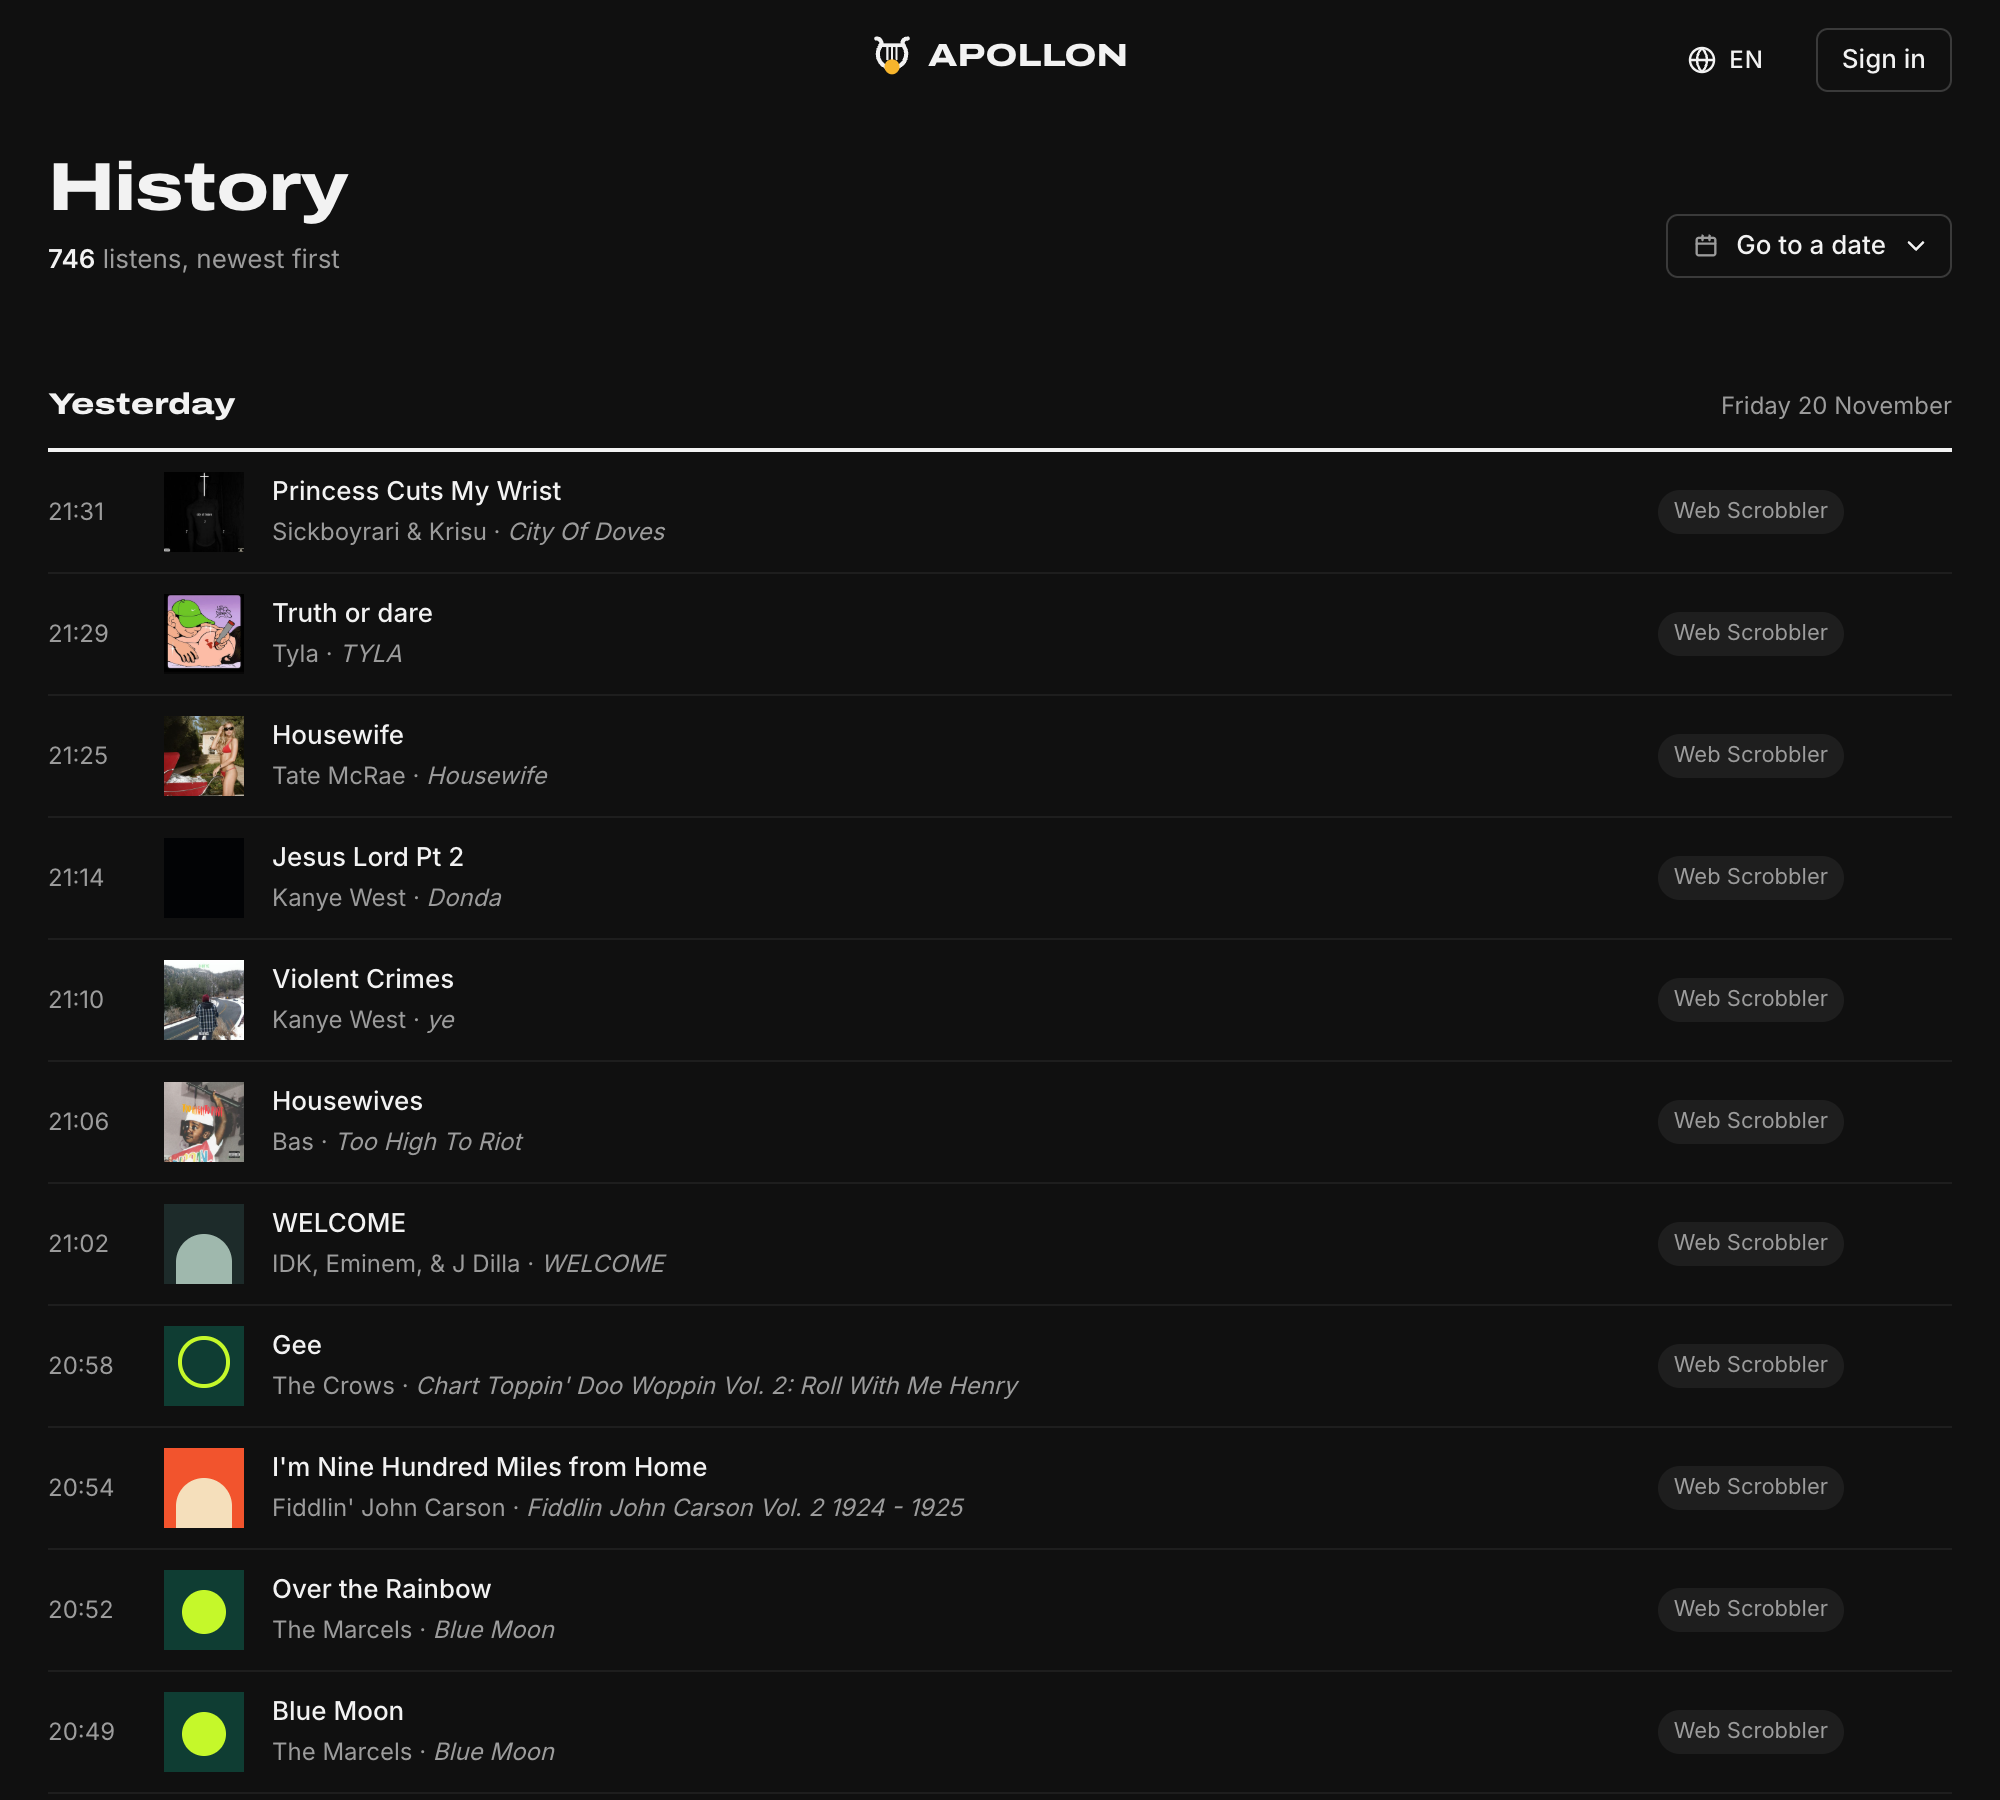 APOLLON
EN
Sign in
History
746 listens, newest first
Go to a date
Yesterday
Friday 20 November
21:31
Princess Cuts My Wrist
Sickboyrari & Krisu · City Of Doves
Web Scrobbler
21:29
Truth or dare
Tyla · TYLA
Web Scrobbler
21:25
Housewife
Tate McRae · Housewife
Web Scrobbler
21:14
Jesus Lord Pt 2
Kanye West · Donda
Web Scrobbler
21:10
Violent Crimes
Kanye West · ye
Web Scrobbler
21:06
Housewives
Bas · Too High To Riot
Web Scrobbler
21:02
WELCOME
IDK, Eminem, & J Dilla · WELCOME
Web Scrobbler
20:58
Gee
The Crows · Chart Toppin' Doo Woppin Vol. 2: Roll With Me Henry
Web Scrobbler
20:54
I'm Nine Hundred Miles from Home
Fiddlin' John Carson · Fiddlin John Carson Vol. 2 1924 - 1925
Web Scrobbler
20:52
Over the Rainbow
The Marcels · Blue Moon
Web Scrobbler
20:49
Blue Moon
The Marcels · Blue Moon
Web Scrobbler